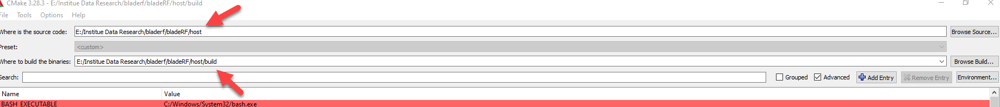 CMake 3.28.3 - E:/Institue Data Research/bladerf/bladeRF/host/build
File Tools Options Help
Where is the source code: E:/Institue Data Research/bladerf/bladeRF/host Browse Source...
Preset: <custom>
Where to build the binaries: E:/Institue Data Research/bladerf/bladeRF/host/build Browse Build...
Search: Grouped Advanced Add Entry Remove Entry Environment...
Name Value
BASH_EXECUTABLE C:/Windows/System32/bash.exe